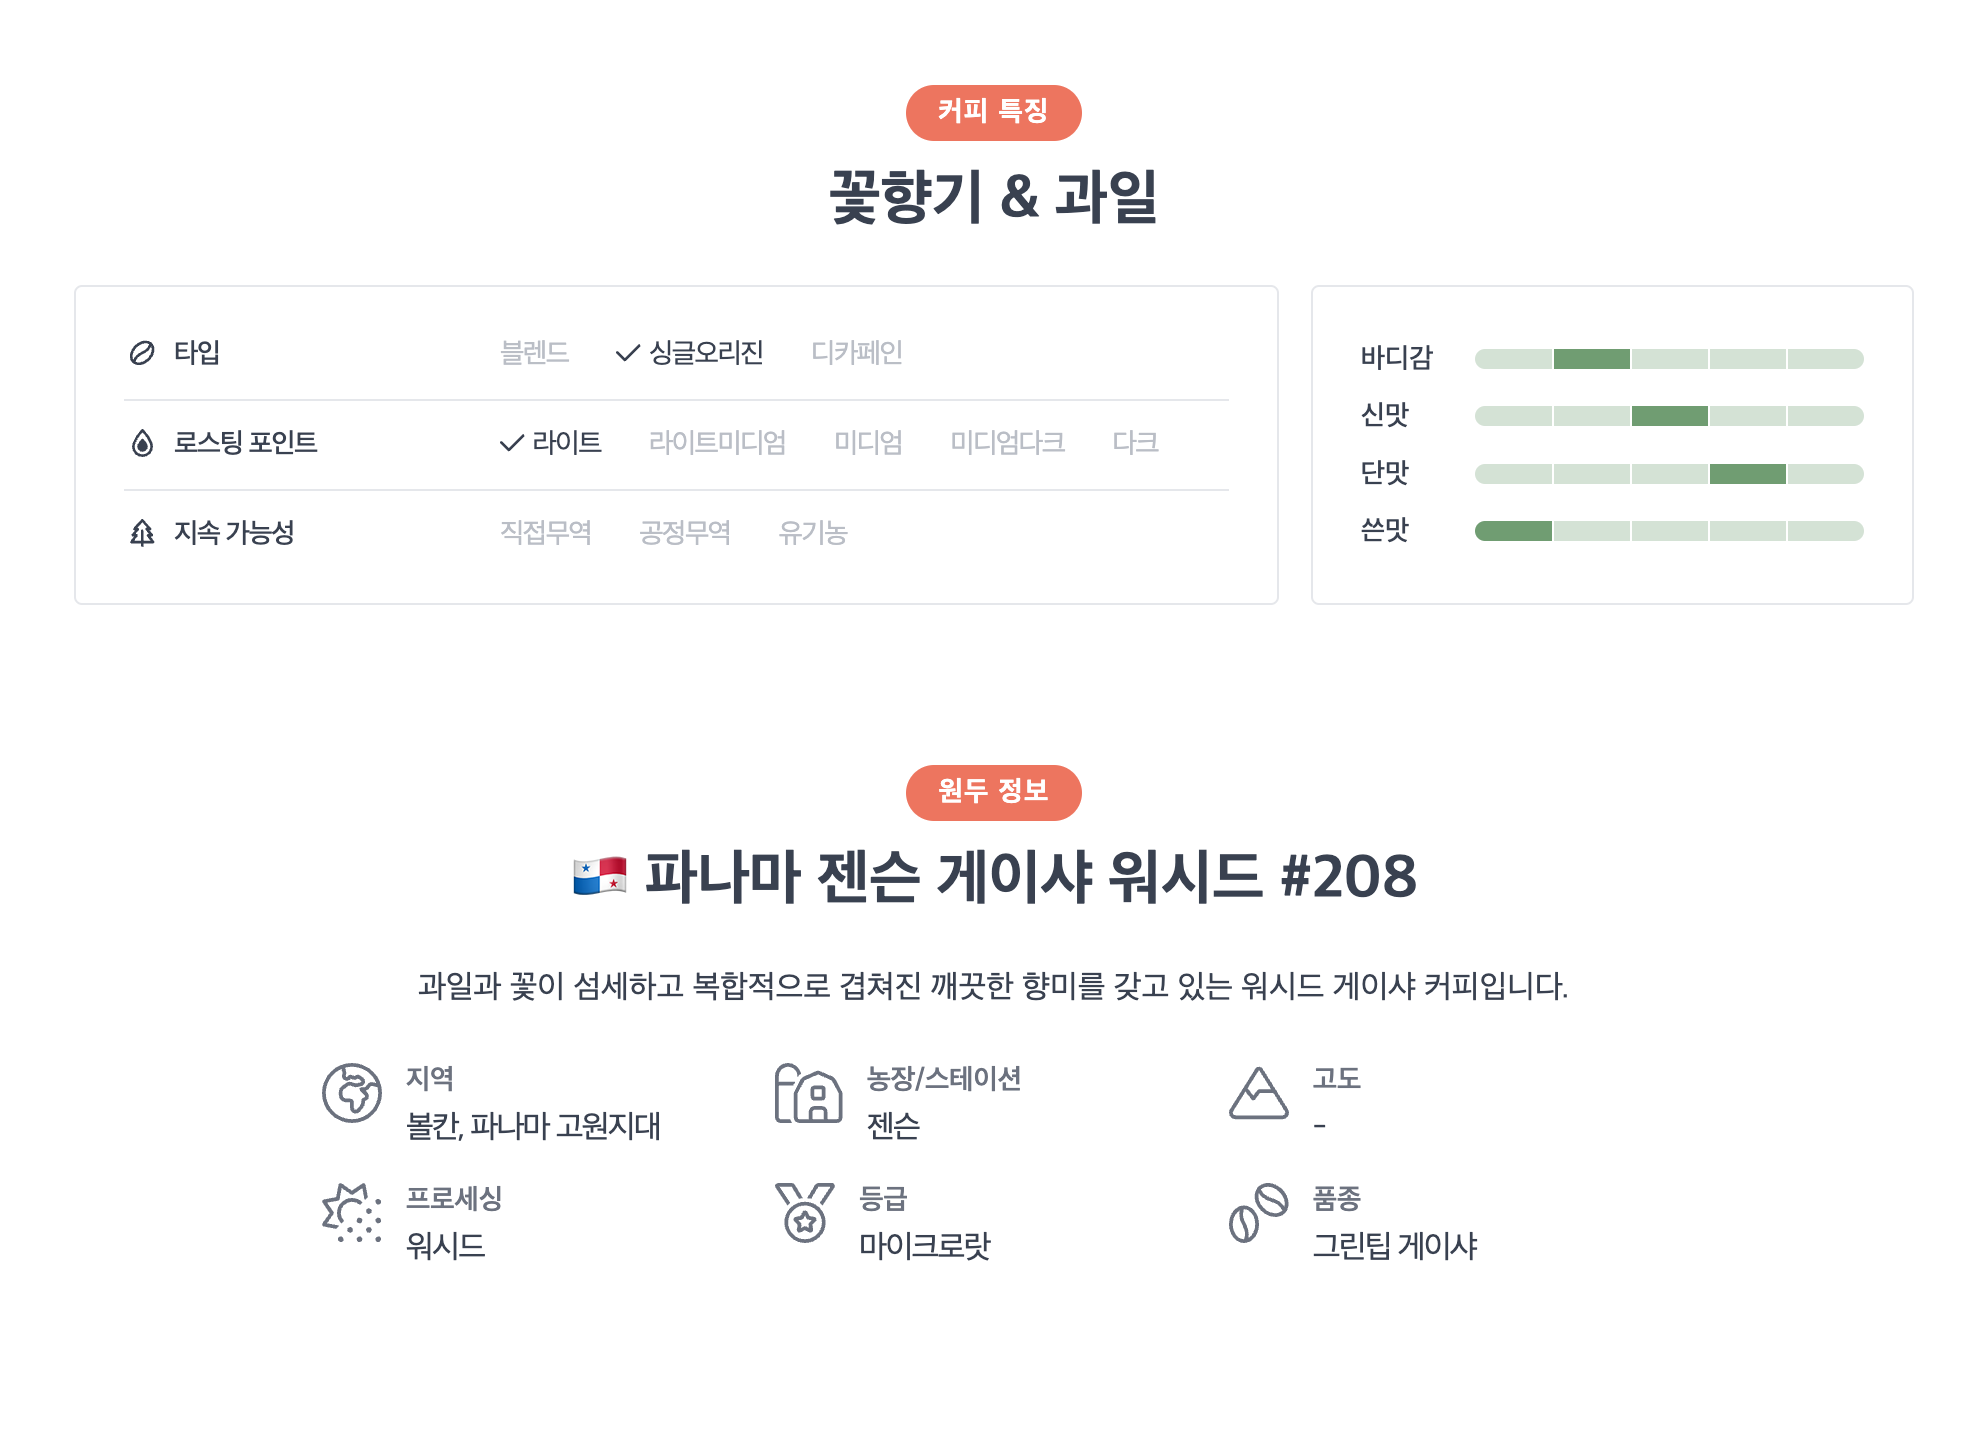 커피 특징
꽃향기 & 과일
타입 블렌드 싱글오리진 디카페인
로스팅 포인트 라이트 라이트미디엄 미디엄 미디엄다크 다크
지속 가능성 직접무역 공정무역 유기농
바디감
신맛
단맛
쓴맛
원두 정보
파나마 젠슨 게이샤 워시드 #208
과일과 꽃이 섬세하고 복합적으로 겹쳐진 깨끗한 향미를 갖고 있는 워시드 게이샤 커피입니다.
지역
볼칸, 파나마 고원지대
농장/스테이션
젠슨
고도
-
프로세싱
워시드
등급
마이크로랏
품종
그린팁 게이샤